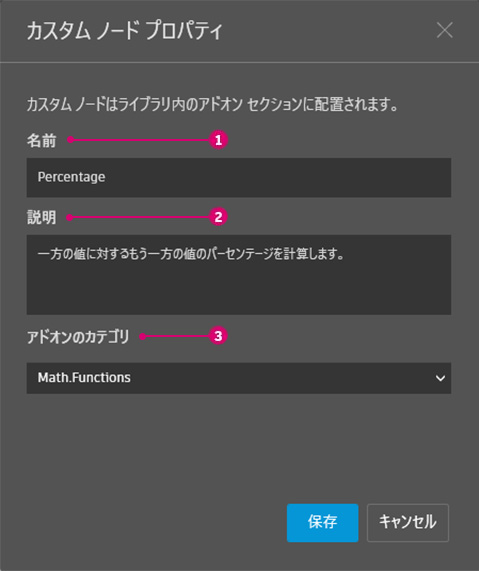 カスタム ノード プロパティ
カスタム ノードはライブラリ内のアドオン セクションに配置されます。
名前
1
Percentage
説明
2
一方の値に対するもう一方の値のパーセンテージを計算します。
アドオンのカテゴリ
3
Math.Functions
保存
キャンセル